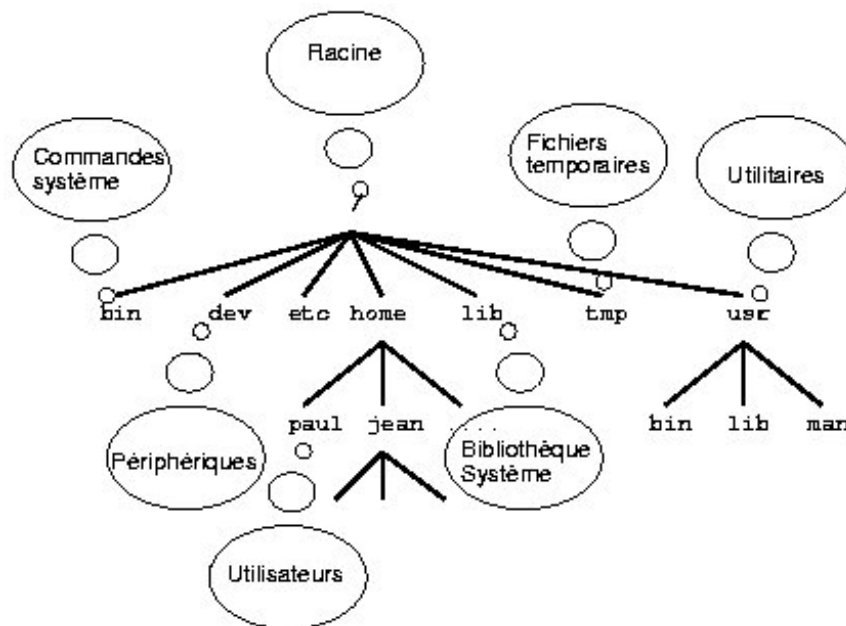 Racine
Commandes
système
Fichiers
temporaires
Utilitaires
/
bin dev etc home lib tmp usr
paul jean .... bin lib man
Périphériques
Bibliothèque
Système
Utilisateurs